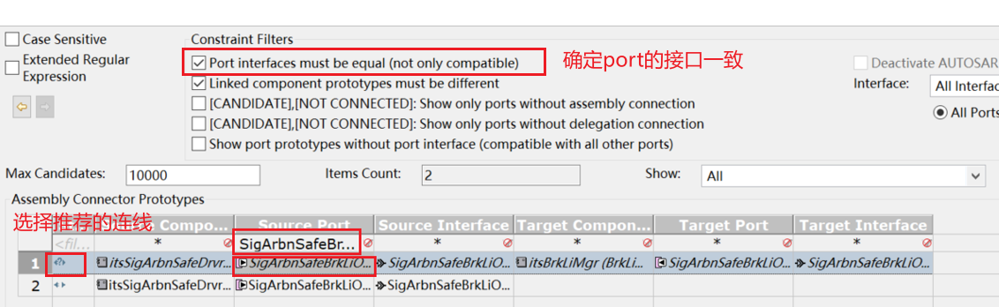 Case Sensitive
Extended Regular
Expression
Constraint Filters
Port interfaces must be equal (not only compatible)
确定port的接口一致
Linked component prototypes must be different
[CANDIDATE],[NOT CONNECTED]: Show only ports without assembly connection
[CANDIDATE],[NOT CONNECTED]: Show only ports without delegation connection
Show port prototypes without port interface (compatible with all other ports)
Deactivate AUTOSAR
Interface: All Interfac
All Ports
Max Candidates: 10000 Items Count: 2 Show: All
Assembly Connector Prototypes
选择推荐的连线
Compo... Source Port Source Interface Target Compon... Target Port Target Interface
<fil... * SigArbnSafeBr... * * * *
1 itsSigArbnSafeDrvr... SigArbnSafeBrkLiO... SigArbnSafeBrkLiO... itsBrkLiMgr (BrkLi... SigArbnSafeBrkLiO... SigArbnSafeBrkLiO...
2 itsSigArbnSafeDrvr... SigArbnSafeBrkLiO... SigArbnSafeBrkLiO...